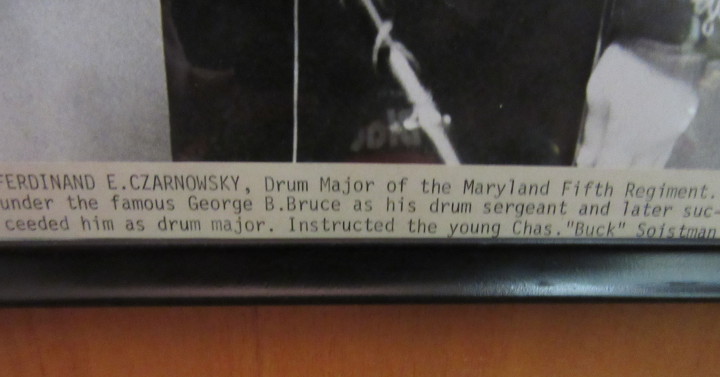 FERDINAND E.CZARNOWSKY, Drum Major of the Maryland Fifth Regiment.
under the famous George B.Bruce as his drum sergeant and later suc-
ceeded him as drum major. Instructed the young Chas."Buck" Soistman